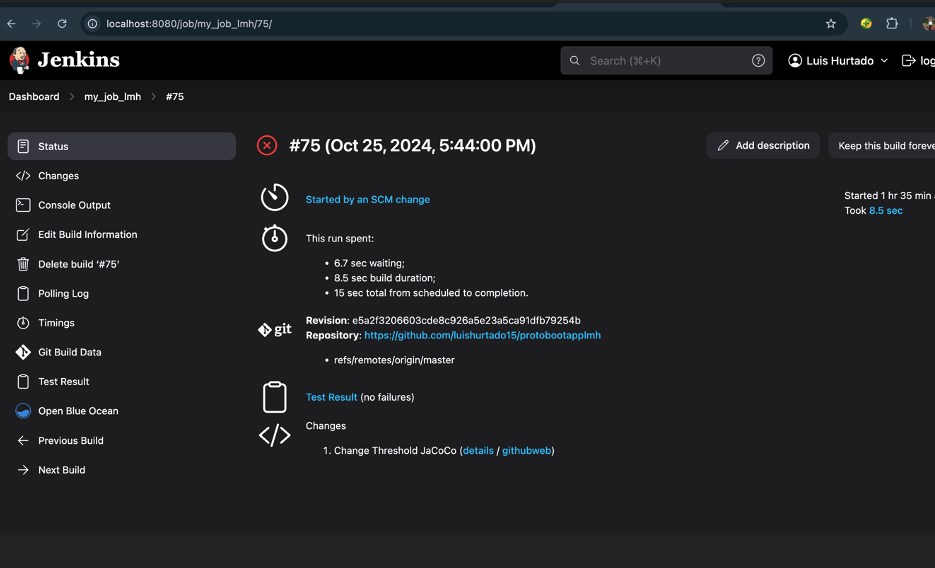 localhost:8080/job/my_job_lmh/75/
Jenkins
Search (⌘+K)
?
Luis Hurtado
log
Dashboard > my_job_lmh > #75
Status
Changes
Console Output
Edit Build Information
Delete build ‘#75’
Polling Log
Timings
Git Build Data
Test Result
Open Blue Ocean
Previous Build
Next Build
#75 (Oct 25, 2024, 5:44:00 PM)
Add description
Keep this build foreve
Started 1 hr 35 min
Took 8.5 sec
Started by an SCM change
This run spent:
• 6.7 sec waiting;
• 8.5 sec build duration;
• 15 sec total from scheduled to completion.
git
Revision: e5a2f3206603cde8c926a5e23a5ca91dfb79254b
Repository: https://github.com/luishurtado15/protobootapplmh
• refs/remotes/origin/master
Test Result (no failures)
Changes
1. Change Threshold JaCoCo (details / githubweb)